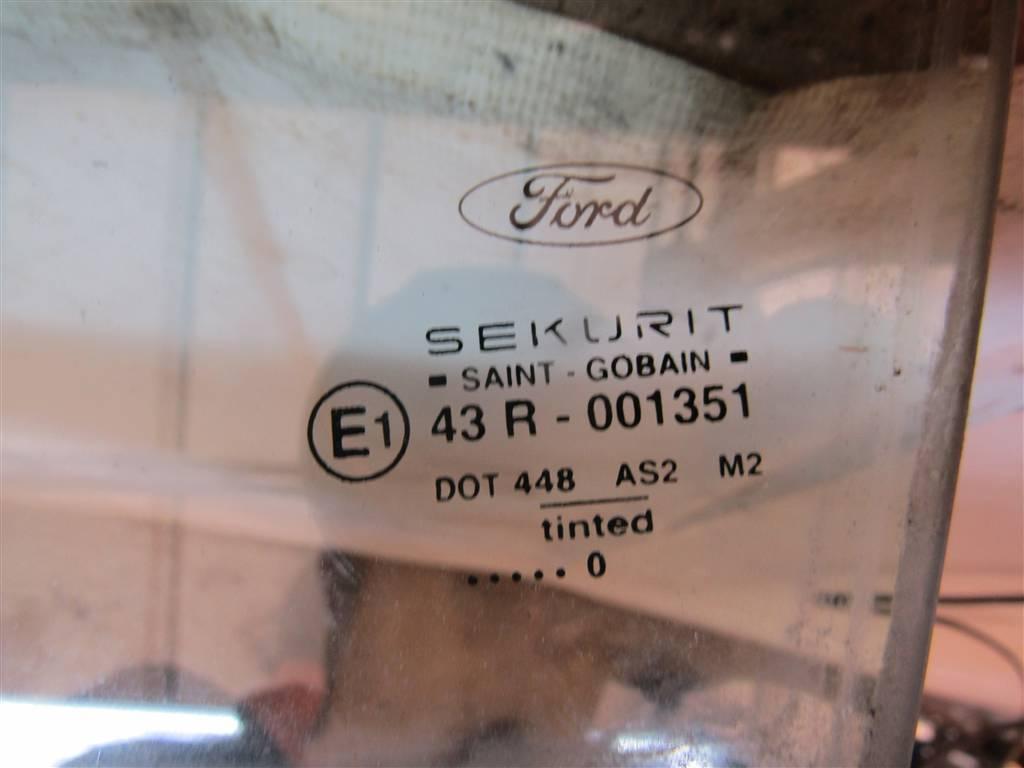 Ford
SEKURIT
- SAINT - GOBAIN -
E1
43 R - 001351
DOT 448 AS2 M2
tinted
..... 0